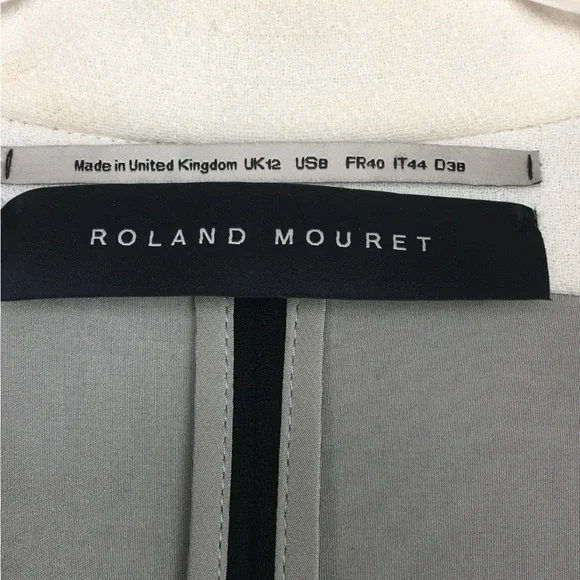 Made in United Kingdom UK12 US8 FR40 IT44 D38
ROLAND MOURET